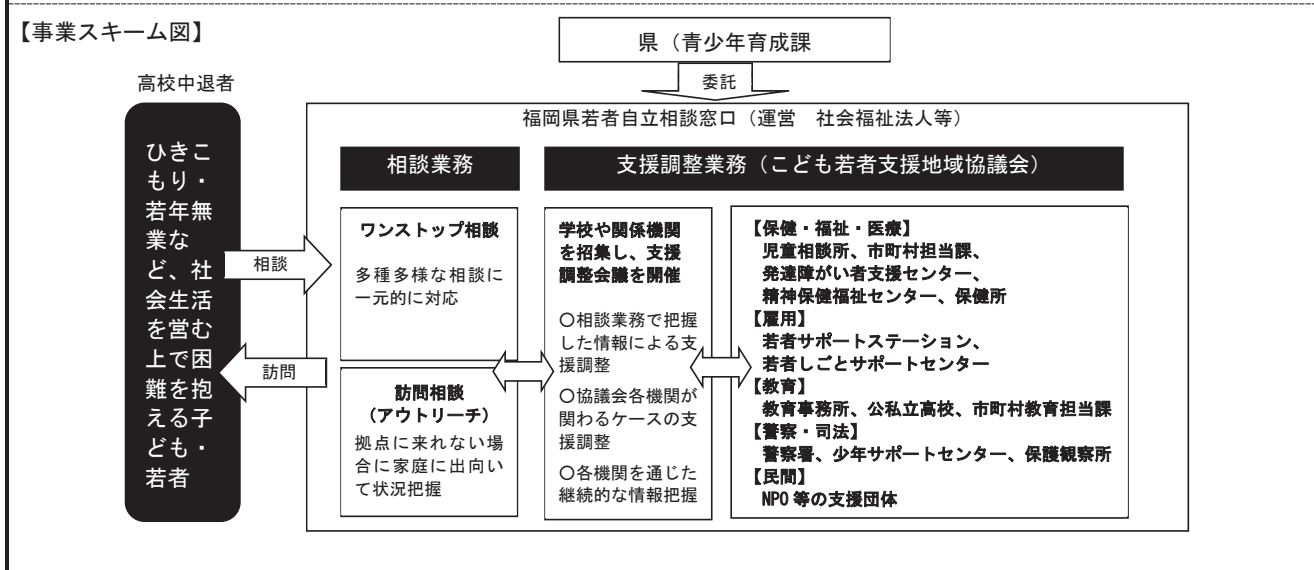 【事業スキーム図】
県（青少年育成課
委託
高校中退者
ひきこ
もり・
若年無
業な
ど、社
会生活
を営む
上で困
難を抱
える子
ども・
若者
相談
訪問
福岡県若者自立相談窓口（運営　社会福祉法人等）
相談業務
ワンストップ相談
多種多様な相談に
一元的に対応
訪問相談
（アウトリーチ）
拠点に来れない場
合に家庭に出向い
て状況把握
支援調整業務（こども若者支援地域協議会）
学校や関係機関
を招集し、支援
調整会議を開催
○相談業務で把握
した情報による支
援調整
○協議会各機関が
関わるケースの支
援調整
○各機関を通じた
継続的な情報把握
【保健・福祉・医療】
児童相談所、市町村担当課、
発達障がい者支援センター、
精神保健福祉センター、保健所
【雇用】
若者サポートステーション、
若者しごとサポートセンター
【教育】
教育事務所、公私立高校、市町村教育担当課
【警察・司法】
警察署、少年サポートセンター、保護観察所
【民間】
NPO 等の支援団体